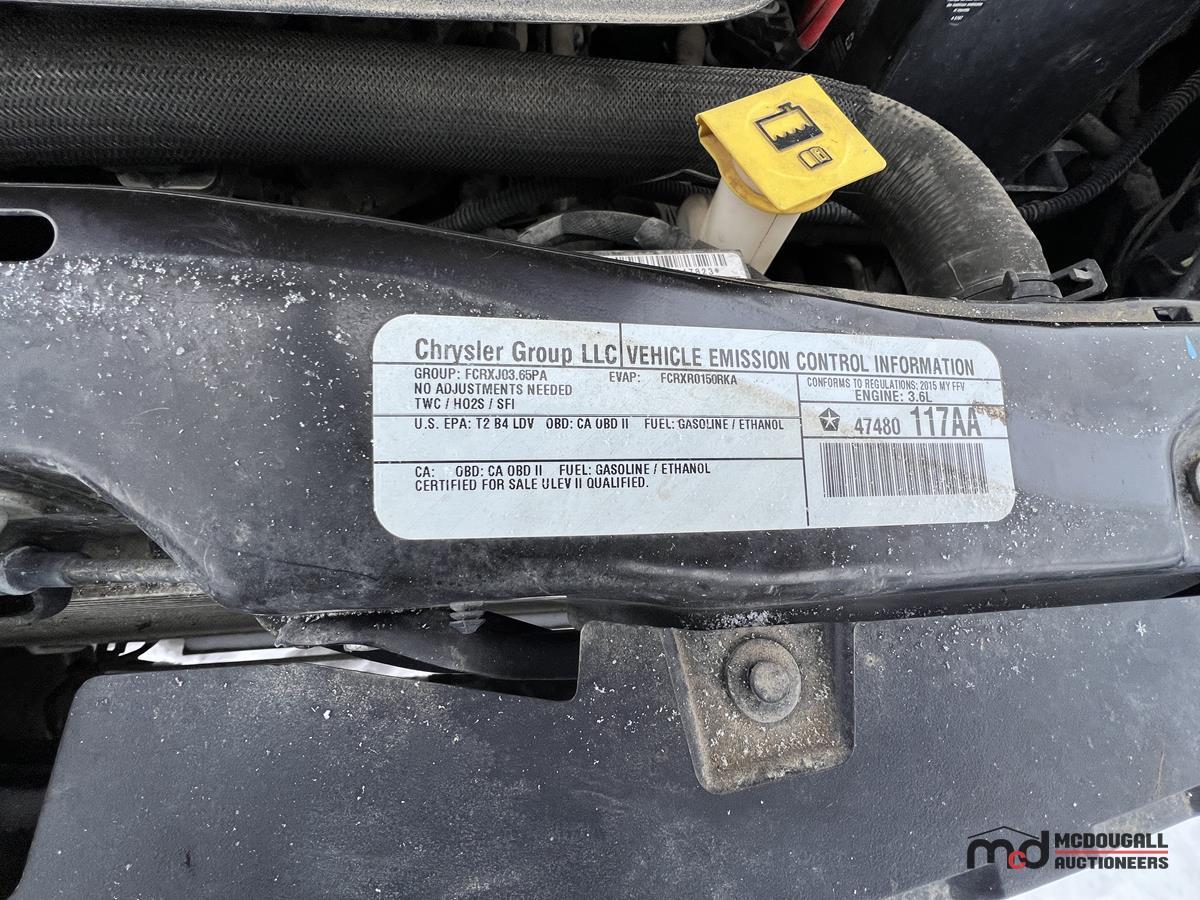 47823*
Chrysler Group LLC VEHICLE EMISSION CONTROL INFORMATION
GROUP: FCRXJ03.65PA EVAP: FCRXR0150RKA
NO ADJUSTMENTS NEEDED
TWC / HO2S / SFI
CONFORMS TO REGULATIONS: 2015 MY FFV
ENGINE: 3.6L
47480 117AA
U.S. EPA: T2 B4 LDV OBD: CA OBD II FUEL: GASOLINE / ETHANOL
CA: OBD: CA OBD II FUEL: GASOLINE / ETHANOL
CERTIFIED FOR SALE ULEV II QUALIFIED.
mcd MCDOUGALL
AUCTIONEERS